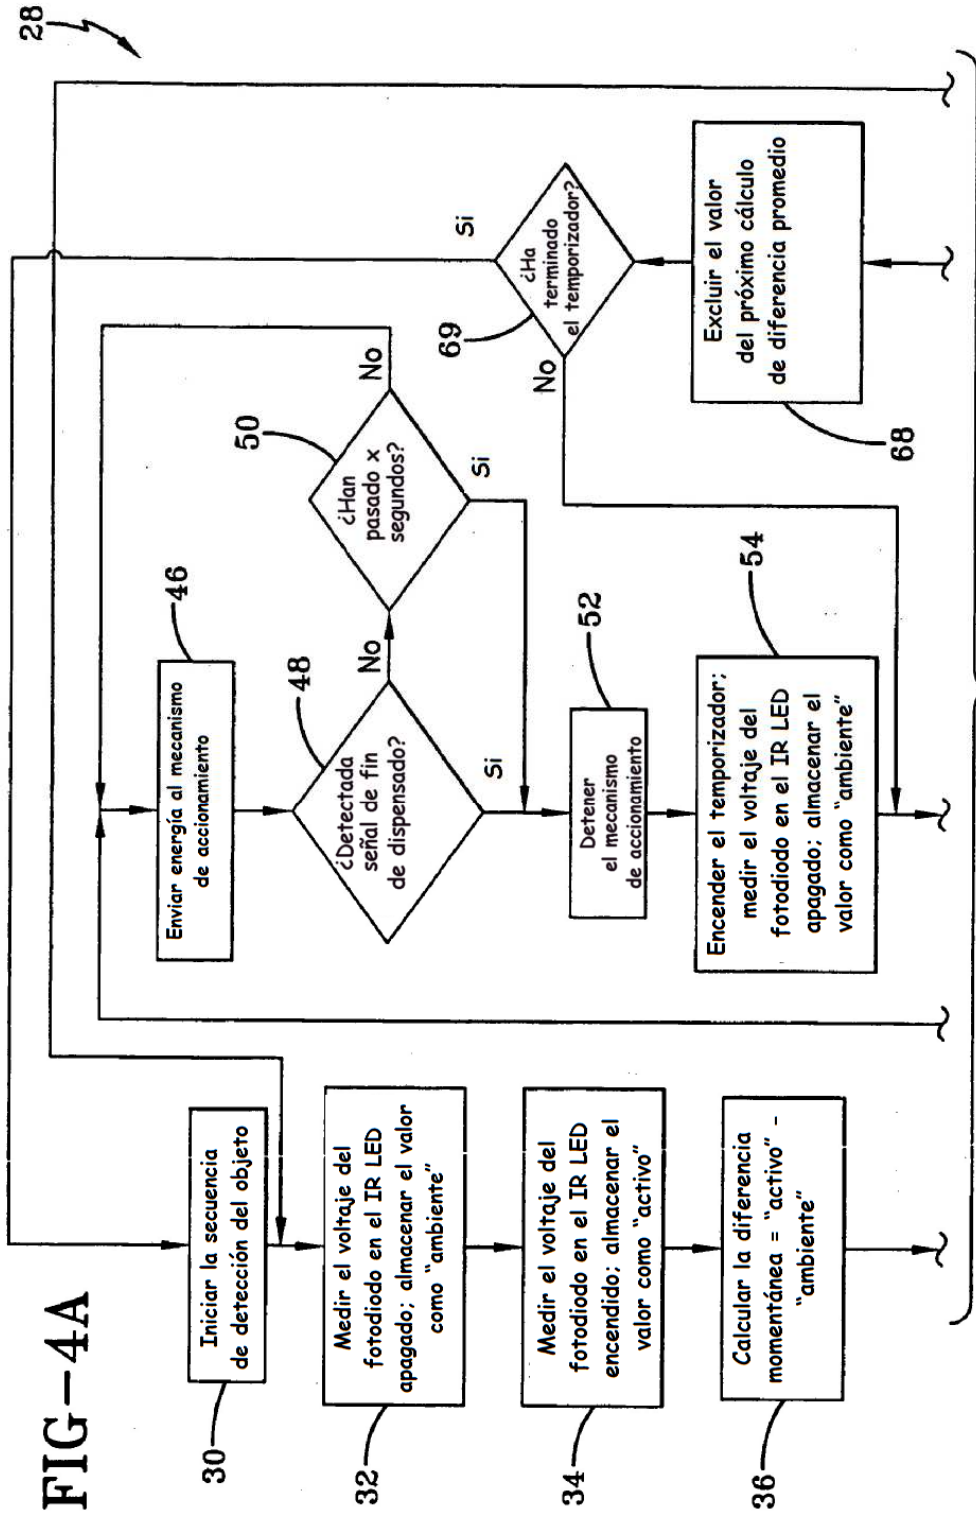 FIG-4A
28
30
Iniciar la secuencia
de detección del objeto
32
Medir el voltaje del
fotodiodo en el IR LED
apagado; almacenar el valor
como “ambiente”
34
Medir el voltaje del
fotodiodo en el IR LED
encendido; almacenar el
valor como “activo”
36
Calcular la diferencia
momentánea = “activo” -
“ambiente”
46
Enviar energía al mecanismo
de accionamiento
48
¿Detectada
señal de fin
de dispensado?
No
Si
50
¿Han
pasado x
segundos?
No
Si
52
Detener
el mecanismo
de accionamiento
54
Encender el temporizador;
medir el voltaje del
fotodiodo en el IR LED
apagado; almacenar el
valor como “ambiente”
69
¿Ha
terminado
el temporizador?
Si
No
68
Excluir el valor
del próximo cálculo
de diferencia promedio